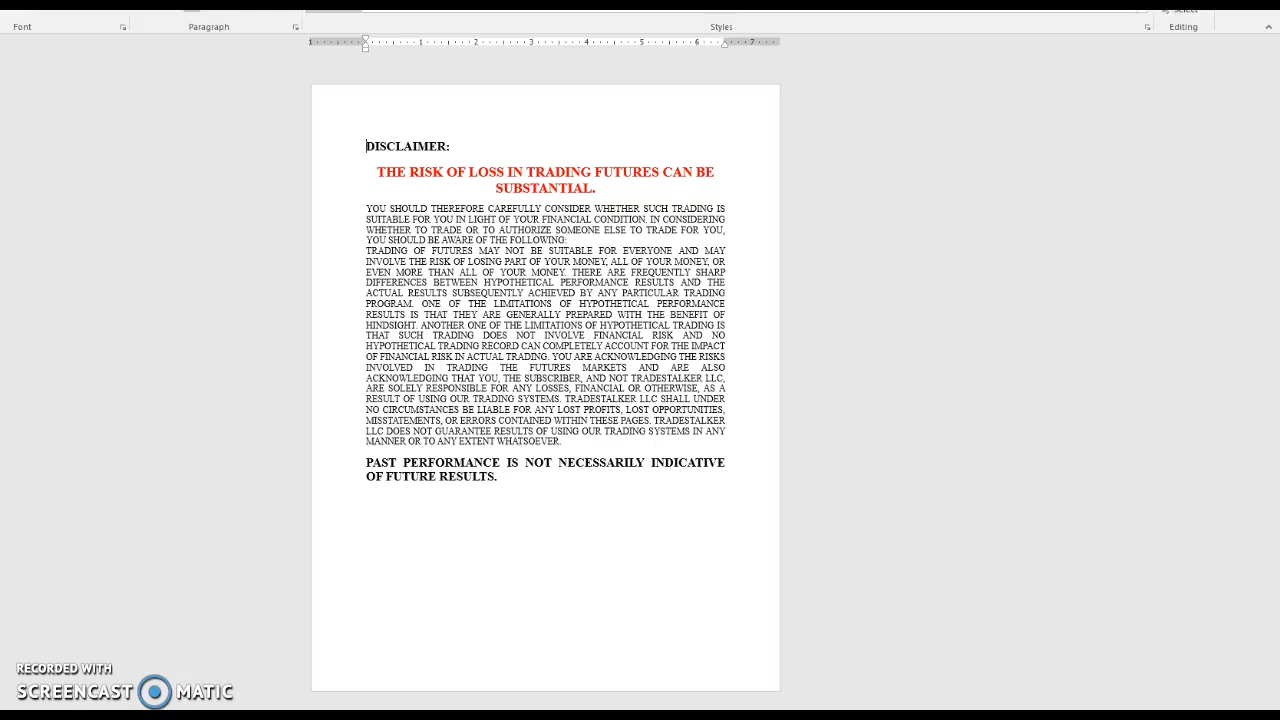 Select
Font
Paragraph
Styles
Editing
1 1 2 3 4 5 6 7
DISCLAIMER:
THE RISK OF LOSS IN TRADING FUTURES CAN BE
SUBSTANTIAL.
YOU SHOULD THEREFORE CAREFULLY CONSIDER WHETHER SUCH TRADING IS
SUITABLE FOR YOU IN LIGHT OF YOUR FINANCIAL CONDITION. IN CONSIDERING
WHETHER TO TRADE OR TO AUTHORIZE SOMEONE ELSE TO TRADE FOR YOU,
YOU SHOULD BE AWARE OF THE FOLLOWING:
TRADING OF FUTURES MAY NOT BE SUITABLE FOR EVERYONE AND MAY
INVOLVE THE RISK OF LOSING PART OF YOUR MONEY, ALL OF YOUR MONEY, OR
EVEN MORE THAN ALL OF YOUR MONEY. THERE ARE FREQUENTLY SHARP
DIFFERENCES BETWEEN HYPOTHETICAL PERFORMANCE RESULTS AND THE
ACTUAL RESULTS SUBSEQUENTLY ACHIEVED BY ANY PARTICULAR TRADING
PROGRAM. ONE OF THE LIMITATIONS OF HYPOTHETICAL PERFORMANCE
RESULTS IS THAT THEY ARE GENERALLY PREPARED WITH THE BENEFIT OF
HINDSIGHT. ANOTHER ONE OF THE LIMITATIONS OF HYPOTHETICAL TRADING IS
THAT SUCH TRADING DOES NOT INVOLVE FINANCIAL RISK AND NO
HYPOTHETICAL TRADING RECORD CAN COMPLETELY ACCOUNT FOR THE IMPACT
OF FINANCIAL RISK IN ACTUAL TRADING. YOU ARE ACKNOWLEDGING THE RISKS
INVOLVED IN TRADING THE FUTURES MARKETS AND ARE ALSO
ACKNOWLEDGING THAT YOU, THE SUBSCRIBER, AND NOT TRADESTALKER LLC,
ARE SOLELY RESPONSIBLE FOR ANY LOSSES, FINANCIAL OR OTHERWISE, AS A
RESULT OF USING OUR TRADING SYSTEMS. TRADESTALKER LLC SHALL UNDER
NO CIRCUMSTANCES BE LIABLE FOR ANY LOST PROFITS, LOST OPPORTUNITIES,
MISSTATEMENTS, OR ERRORS CONTAINED WITHIN THESE PAGES. TRADESTALKER
LLC DOES NOT GUARANTEE RESULTS OF USING OUR TRADING SYSTEMS IN ANY
MANNER OR TO ANY EXTENT WHATSOEVER.
PAST PERFORMANCE IS NOT NECESSARILY INDICATIVE
OF FUTURE RESULTS.
RECORDED WITH
SCREENCAST MATIC